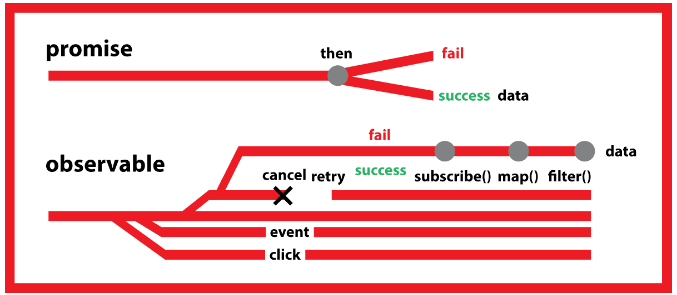 promise
then
fail
success data
observable
fail
data
success
cancel retry
subscribe() map() filter()
event
click